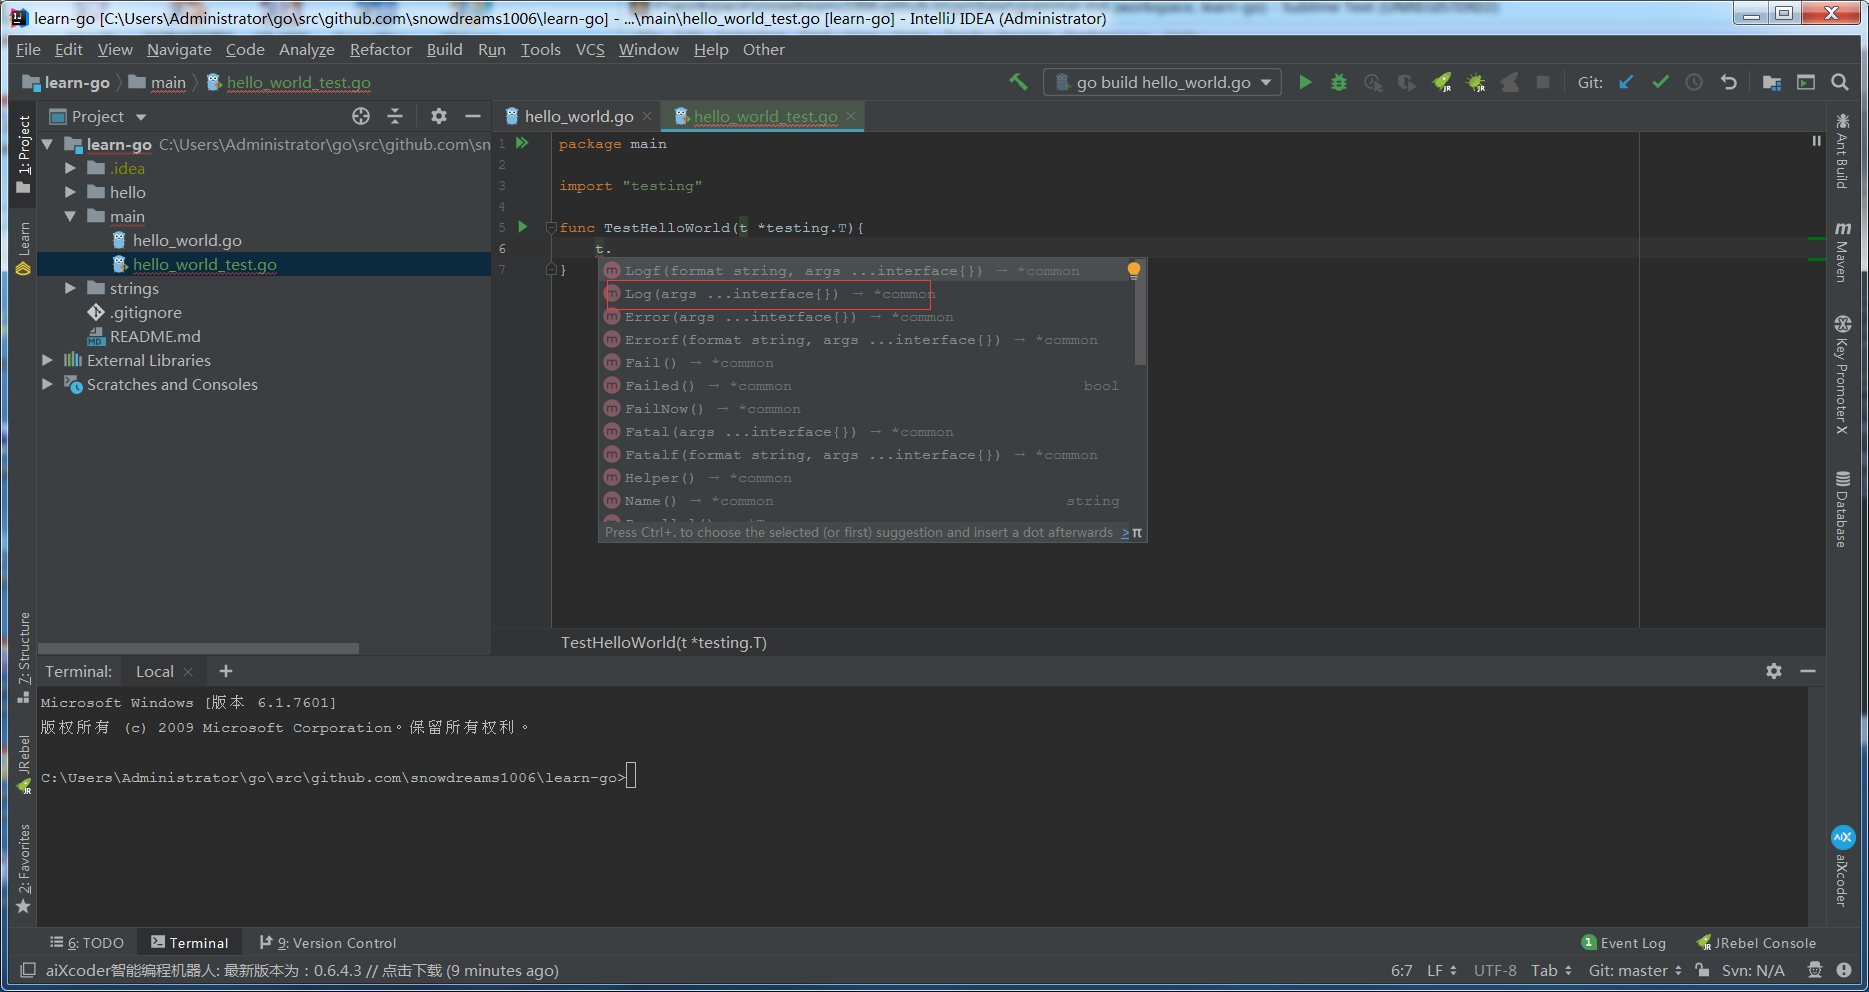 learn-go [C:\Users\Administrator\go\src\github.com\snowdreams1006\learn-go] - ...\main\hello_world_test.go [learn-go] - IntelliJ IDEA (Administrator)
File Edit View Navigate Code Analyze Refactor Build Run Tools VCS Window Help Other
learn-go main hello_world_test.go go build hello_world.go Git:
Project hello_world.go hello_world_test.go
learn-go C:\Users\Administrator\go\src\github.com\sn
.idea
hello
main
hello_world.go
hello_world_test.go
strings
.gitignore
README.md
External Libraries
Scratches and Consoles
1: Project
Learn
Z: Structure
JRebel
2: Favorites
1 package main
2
3 import "testing"
4
5 func TestHelloWorld(t *testing.T){
6 t.
7 }
Logf(format string, args ...interface{}) → *common
Log(args ...interface{}) → *common
Error(args ...interface{}) → *common
Errorf(format string, args ...interface{}) → *common
Fail() → *common
Failed() → *common bool
FailNow() → *common
Fatal(args ...interface{}) → *common
Fatalf(format string, args ...interface{}) → *common
Helper() → *common
Name() → *common string
Press Ctrl+. to choose the selected (or first) suggestion and insert a dot afterwards >> π
TestHelloWorld(t *testing.T)
Ant Build
Maven
Key Promoter X
Database
aiXcoder
Terminal: Local +
Microsoft Windows [版本 6.1.7601]
版权所有 (c) 2009 Microsoft Corporation。保留所有权利。
C:\Users\Administrator\go\src\github.com\snowdreams1006\learn-go>
6: TODO Terminal 9: Version Control 1 Event Log JRebel Console
aiXcoder智能编程机器人: 最新版本为：0.6.4.3 // 点击下载 (9 minutes ago) 6:7 LF UTF-8 Tab Git: master Svn: N/A